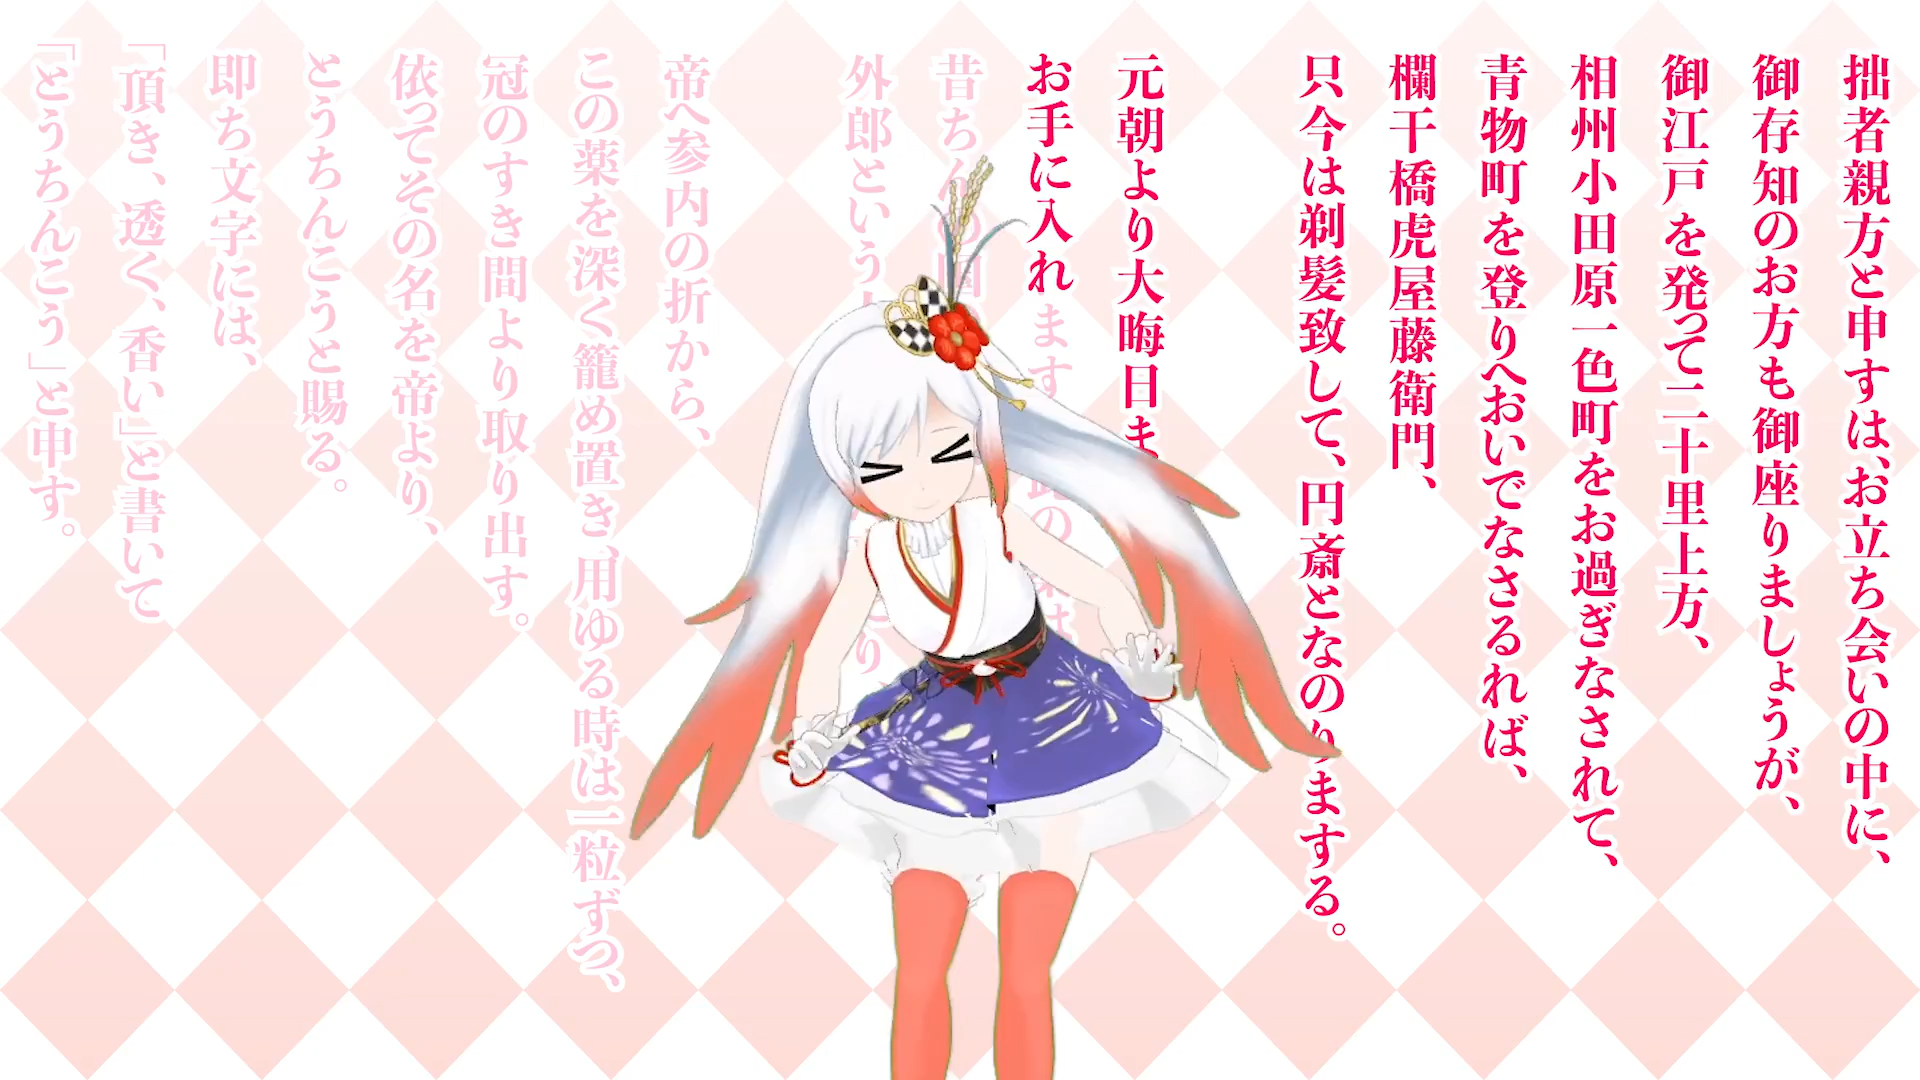 拙者親方と申すは、お立ち会いの中に、
御存知のお方も御座りましょうが、
御江戸を発って二十里上方、
相州小田原一色町をお過ぎなされて、
青物町を登りへおいでなさるれば、
欄干橋虎屋藤衛門、
只今は剃髪致して、円斎となのりまする。
元朝より大晦日ま
お手に入れます
昔ち
外郎という
帝へ参内の折から、
この薬を深く籠め置き、用ゆる時は一粒ずつ、
冠のすき間より取り出す。
依ってその名を帝より、
とうちんこうと賜る。
即ち文字には、
「頂き、透く、香い」と書いて
「とうちんこう」と申す。